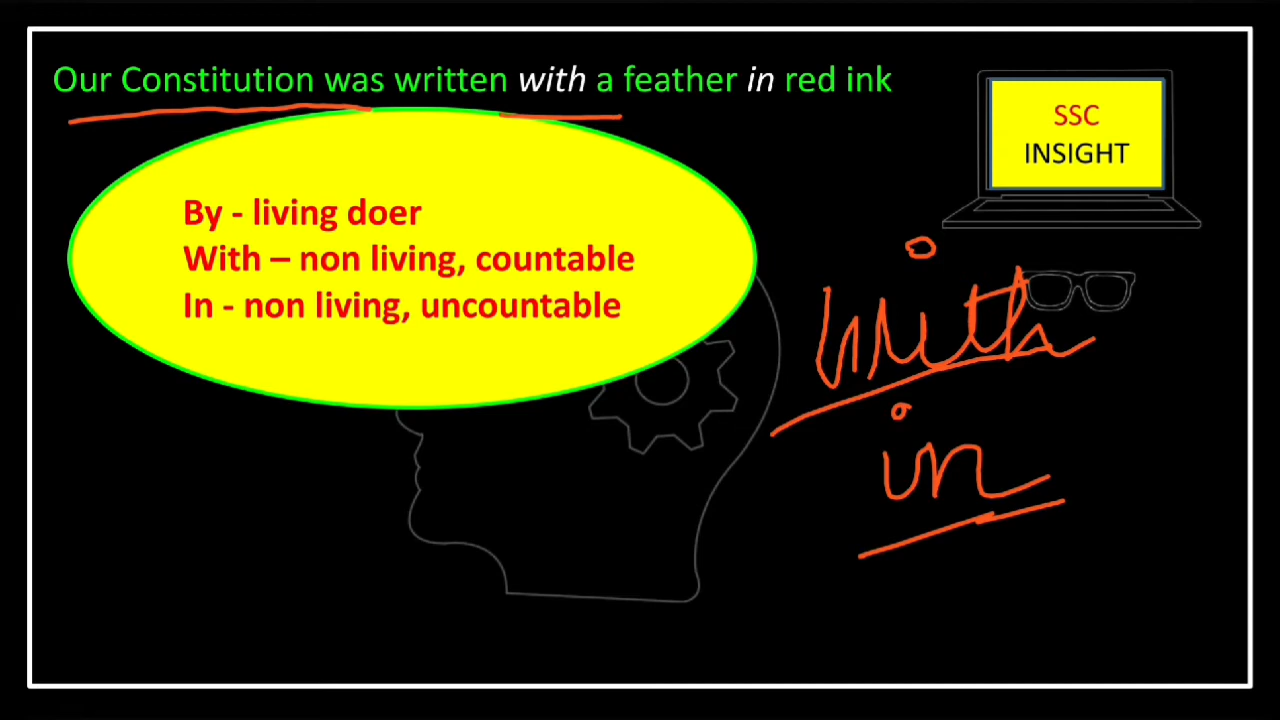 Our Constitution was written with a feather in red ink
SSC
INSIGHT
By - living doer
With – non living, countable
In - non living, uncountable
with
in